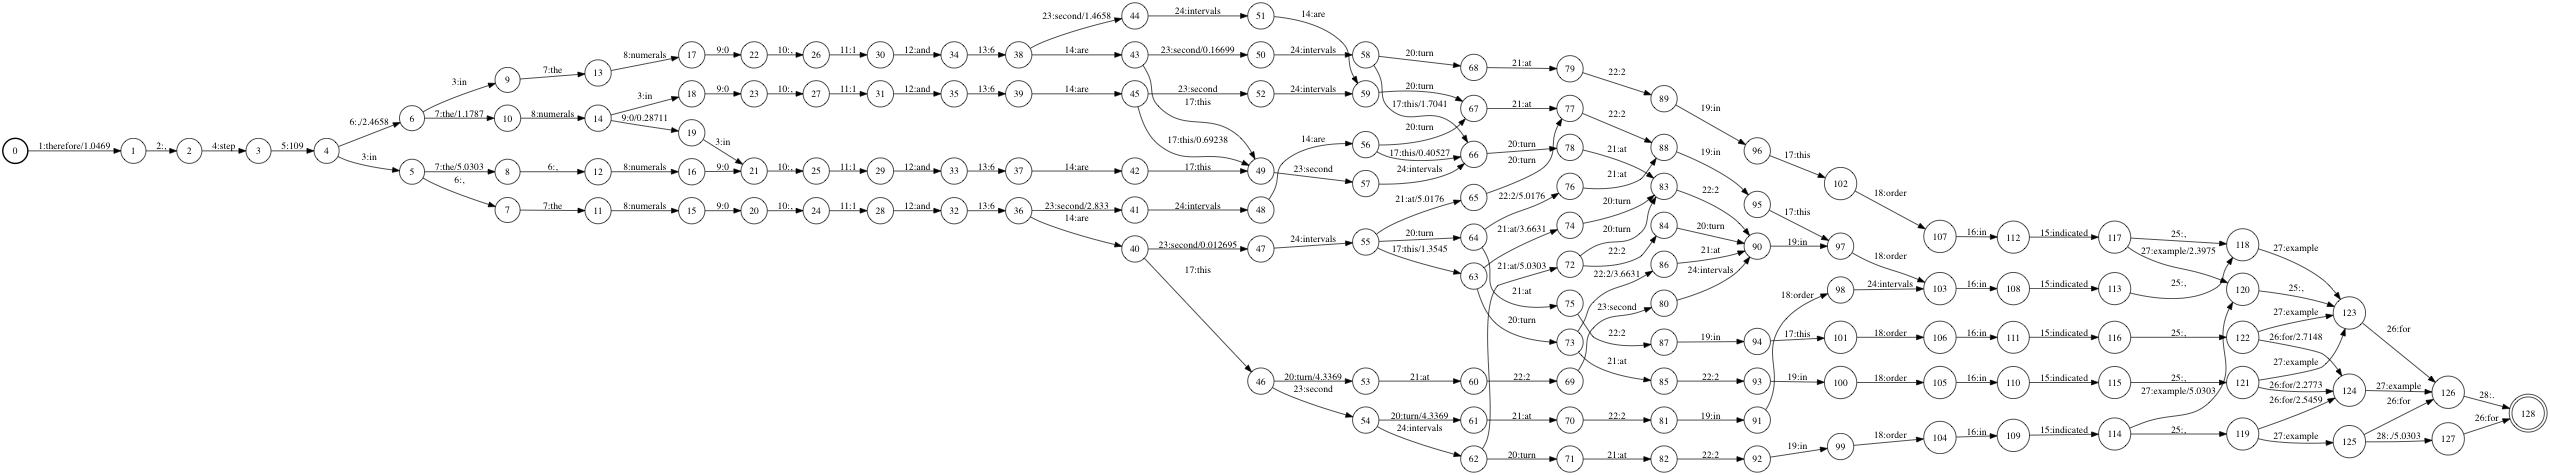 23:second/1.4658 44 24:intervals 51 14:are
17 9:0 22 10:, 26 11:1 30 12:and 34 13:6 38 14:are 43 23:second/0.16699 50 24:intervals 58 20:turn 68 21:at 79 22:2
3:in 9 7:the 13 8:numerals
18 9:0 23 10:, 27 11:1 31 12:and 35 13:6 39 14:are 45 23:second 52 24:intervals 59 20:turn 67 21:at 77 22:2 89 19:in
3:in 17:this 17:this/1.7041
6:,/2.4658 6 7:the/1.1787 10 8:numerals 14 9:0/0.28711 19 3:in
17:this/0.69238 14:are 56 20:turn 17:this/0.40527 66 20:turn 78 21:at 88 19:in 96 17:this
0 1:therefore/1.0469 1 2:, 2 4:step 3 5:109 4 3:in
20:turn 21:at
5 7:the/5.0303 8 6:, 12 8:numerals 16 9:0 21 10:, 25 11:1 29 12:and 33 13:6 37 14:are 42 17:this 49 23:second 57 24:intervals
6:, 21:at/5.0176 65 22:2/5.0176 76 83 22:2 102 18:order
7 7:the 11 8:numerals 15 9:0 20 10:, 24 11:1 28 12:and 32 13:6 36 23:second/2.833 41 24:intervals 48
14:are 20:turn 95 17:this
40 23:second/0.012695 47 24:intervals 55 20:turn 64 21:at/3.6631 74 20:turn 84 20:turn
17:this/1.3545 22:2 90 19:in 97 18:order
107 16:in 112 15:indicated 117 25:, 118 27:example
27:example/2.3975
17:this 63 21:at/5.0303 72 22:2/3.6631 86 21:at
24:intervals
21:at 75 23:second 80 18:order 98 24:intervals 103 16:in 108 15:indicated 113 25:, 120 25:,
20:turn 73 22:2 87 19:in 94 17:this 101 18:order 106 16:in 111 15:indicated 116 25:, 122 27:example 123 26:for
26:for/2.7148
21:at 27:example
46 20:turn/4.3369 53 21:at 60 22:2 69 85 22:2 93 19:in 100 18:order 105 16:in 110 15:indicated 115 25:, 121 26:for/2.2773 124 27:example 126 28:.
23:second 27:example/5.0303 26:for/2.5459 26:for
54 20:turn/4.3369 61 21:at 70 22:2 81 19:in 91 128
24:intervals 26:for
62 20:turn 71 21:at 82 22:2 92 19:in 99 18:order 104 16:in 109 15:indicated 114 25:, 119 27:example 125 28:./5.0303 127